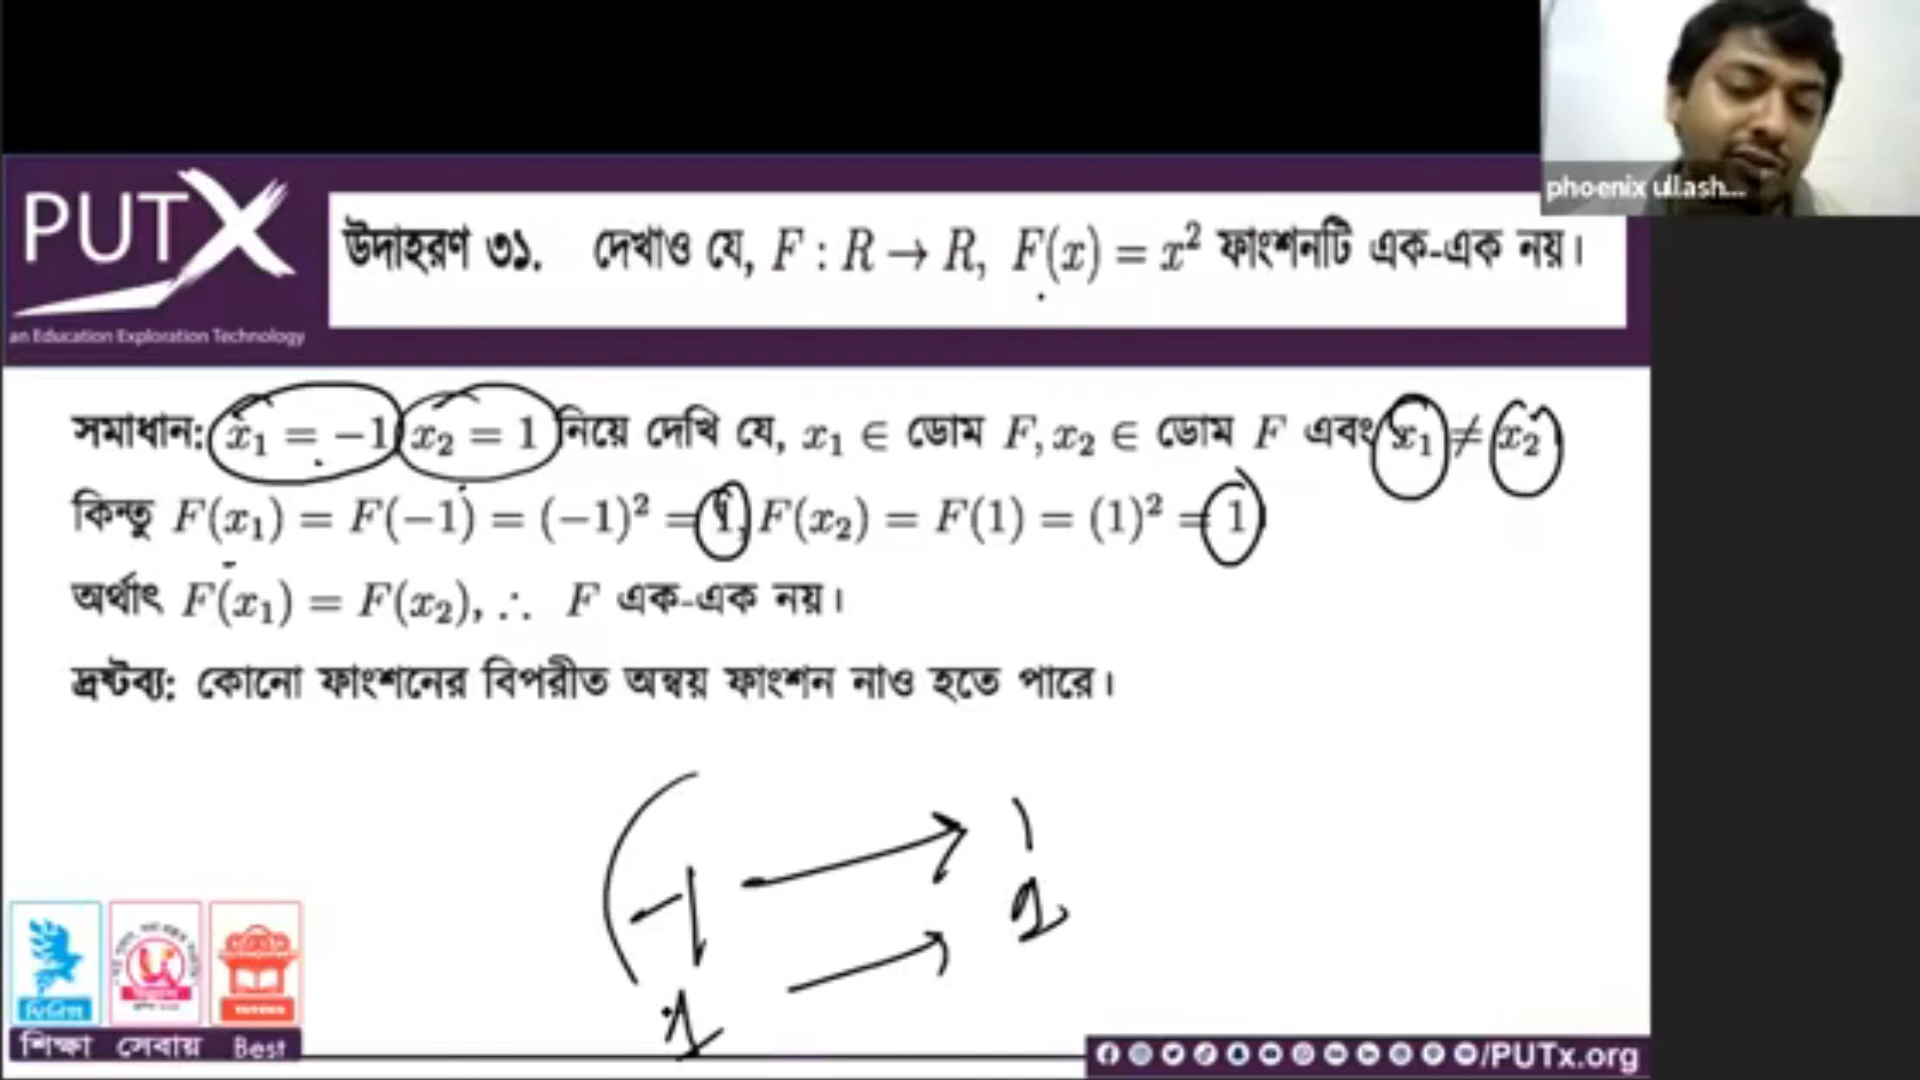 phoenix ullash...
PUTX
an Education Exploration Technology
উদাহরণ ৩১. দেখাও যে, F : R → R, F(x) = x² ফাংশনটি এক-এক নয়।
সমাধান: x₁ = −1, x₂ = 1 নিয়ে দেখি যে, x₁ ∈ ডোম F, x₂ ∈ ডোম F এবং x₁ ≠ x₂
কিন্তু F(x₁) = F(−1) = (−1)² = 1, F(x₂) = F(1) = (1)² = 1
অর্থাৎ F(x₁) = F(x₂), ∴ F এক-এক নয়।
দ্রষ্টব্য: কোনো ফাংশনের বিপরীত অন্বয় ফাংশন নাও হতে পারে।
−1 → 1
→
শিক্ষা সেবায় Best
/PUTx.org